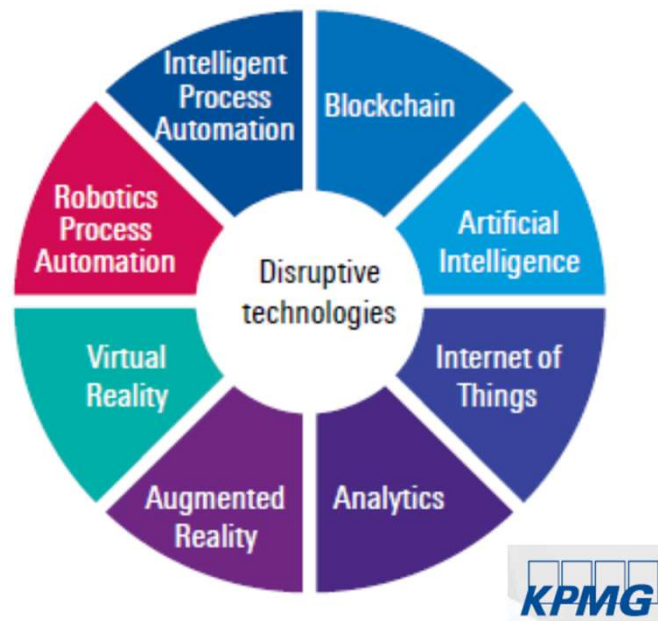 Intelligent
Process
Automation
Blockchain
Artificial
Intelligence
Internet of
Things
Analytics
Augmented
Reality
Virtual
Reality
Robotics
Process
Automation
Disruptive
technologies
KPMG